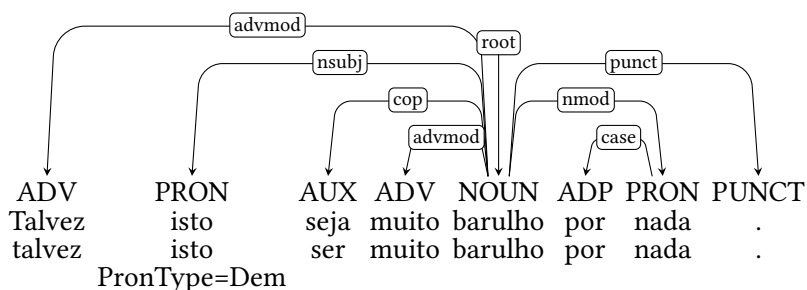 advmod
root
nsubj
punct
cop
nmod
advmod
case
ADV PRON AUX ADV NOUN ADP PRON PUNCT
Talvez isto seja muito barulho por nada .
talvez isto ser muito barulho por nada .
PronType=Dem